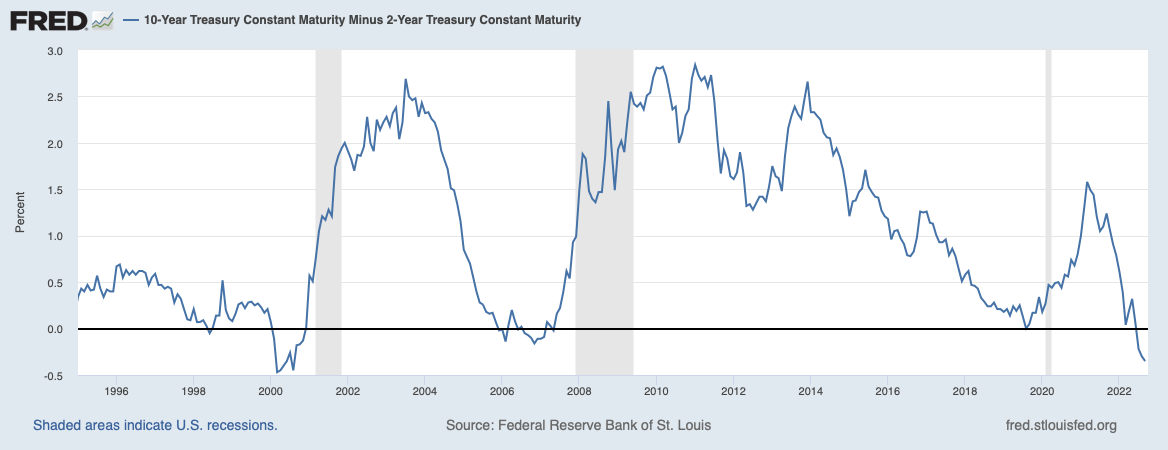 FRED 10-Year Treasury Constant Maturity Minus 2-Year Treasury Constant Maturity
3.0
2.5
2.0
1.5
1.0
0.5
0.0
-0.5
Percent
1996 1998 2000 2002 2004 2006 2008 2010 2012 2014 2016 2018 2020 2022
Shaded areas indicate U.S. recessions. Source: Federal Reserve Bank of St. Louis fred.stlouisfed.org